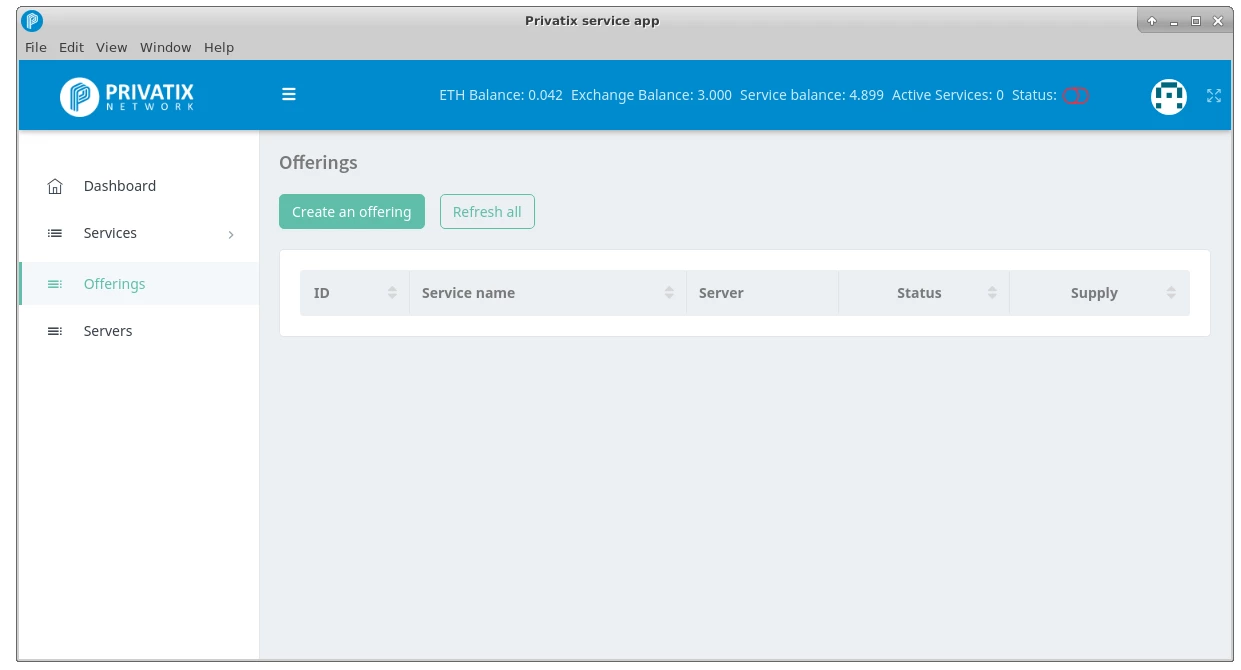 Privatix service app
File Edit View Window Help
PRIVATIX
NETWORK
ETH Balance: 0.042 Exchange Balance: 3.000 Service balance: 4.899 Active Services: 0 Status:
Dashboard
Services
Offerings
Servers
Offerings
Create an offering Refresh all
ID Service name Server Status Supply